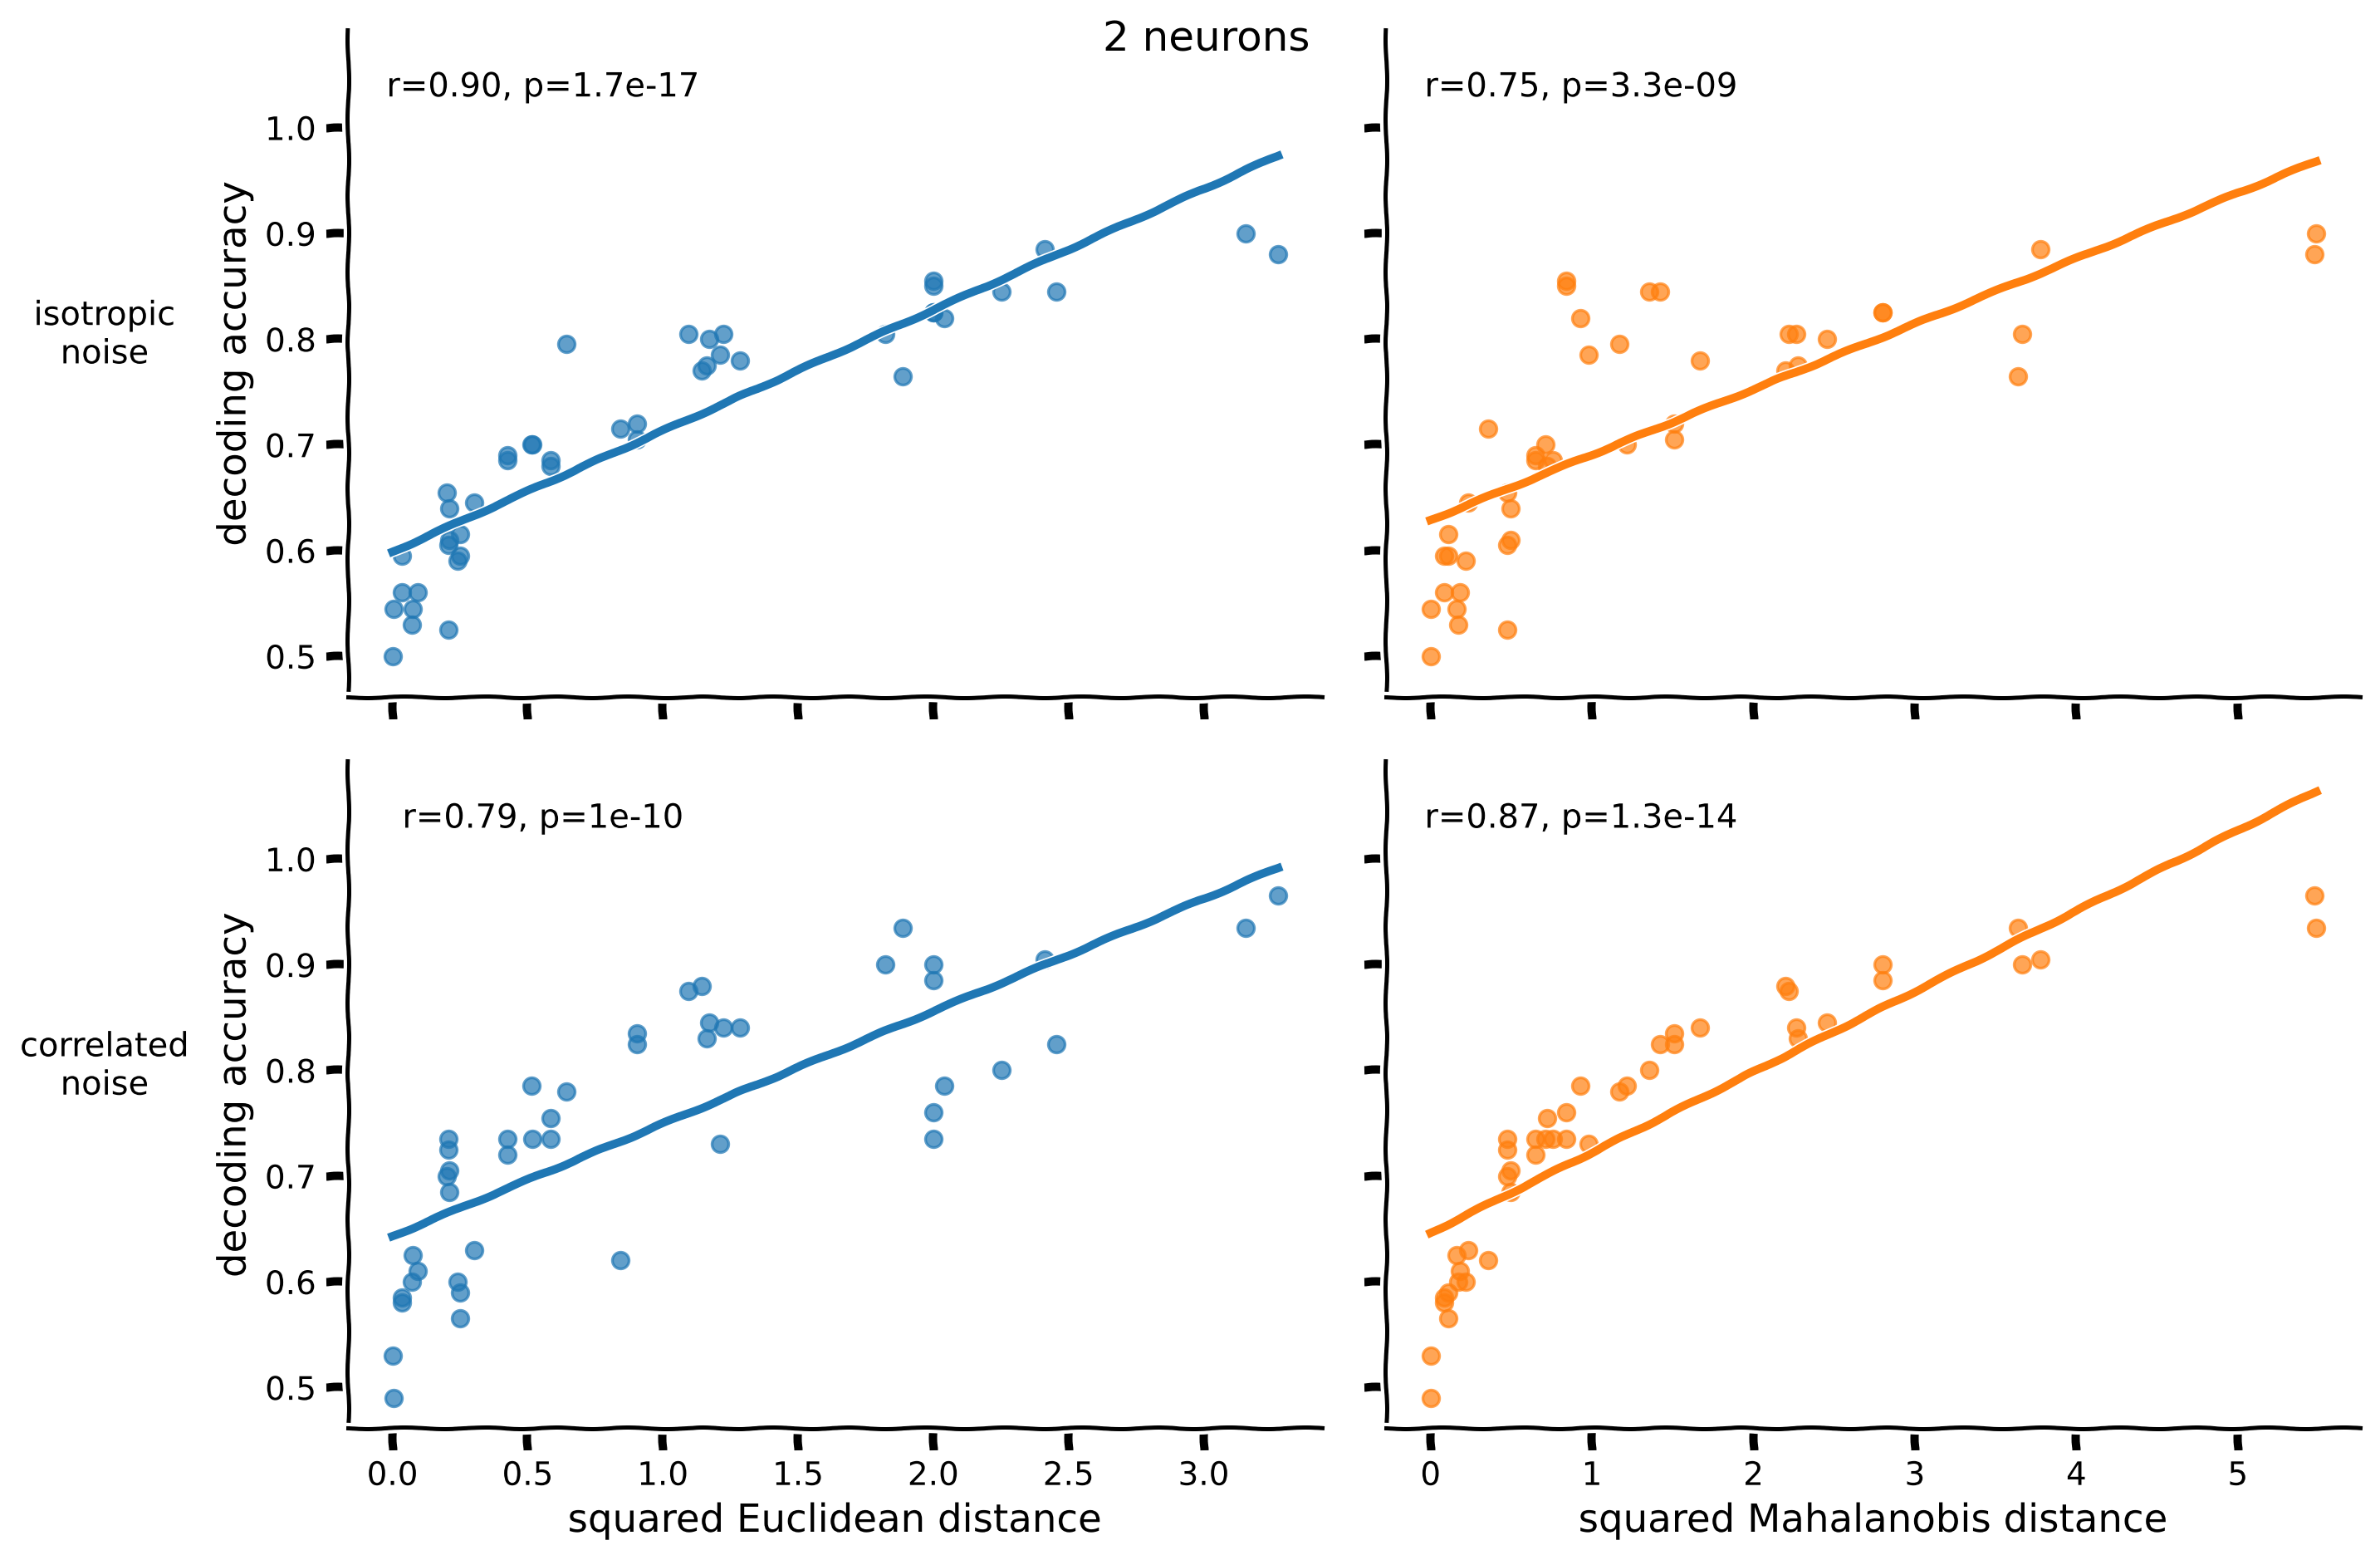 2 neurons
r=0.90, p=1.7e-17
r=0.75, p=3.3e-09
1.0
0.9
0.8
0.7
0.6
0.5
decoding accuracy
isotropic
noise
r=0.79, p=1e-10
r=0.87, p=1.3e-14
1.0
0.9
0.8
0.7
0.6
0.5
decoding accuracy
correlated
noise
0.0 0.5 1.0 1.5 2.0 2.5 3.0
0 1 2 3 4 5
squared Euclidean distance
squared Mahalanobis distance